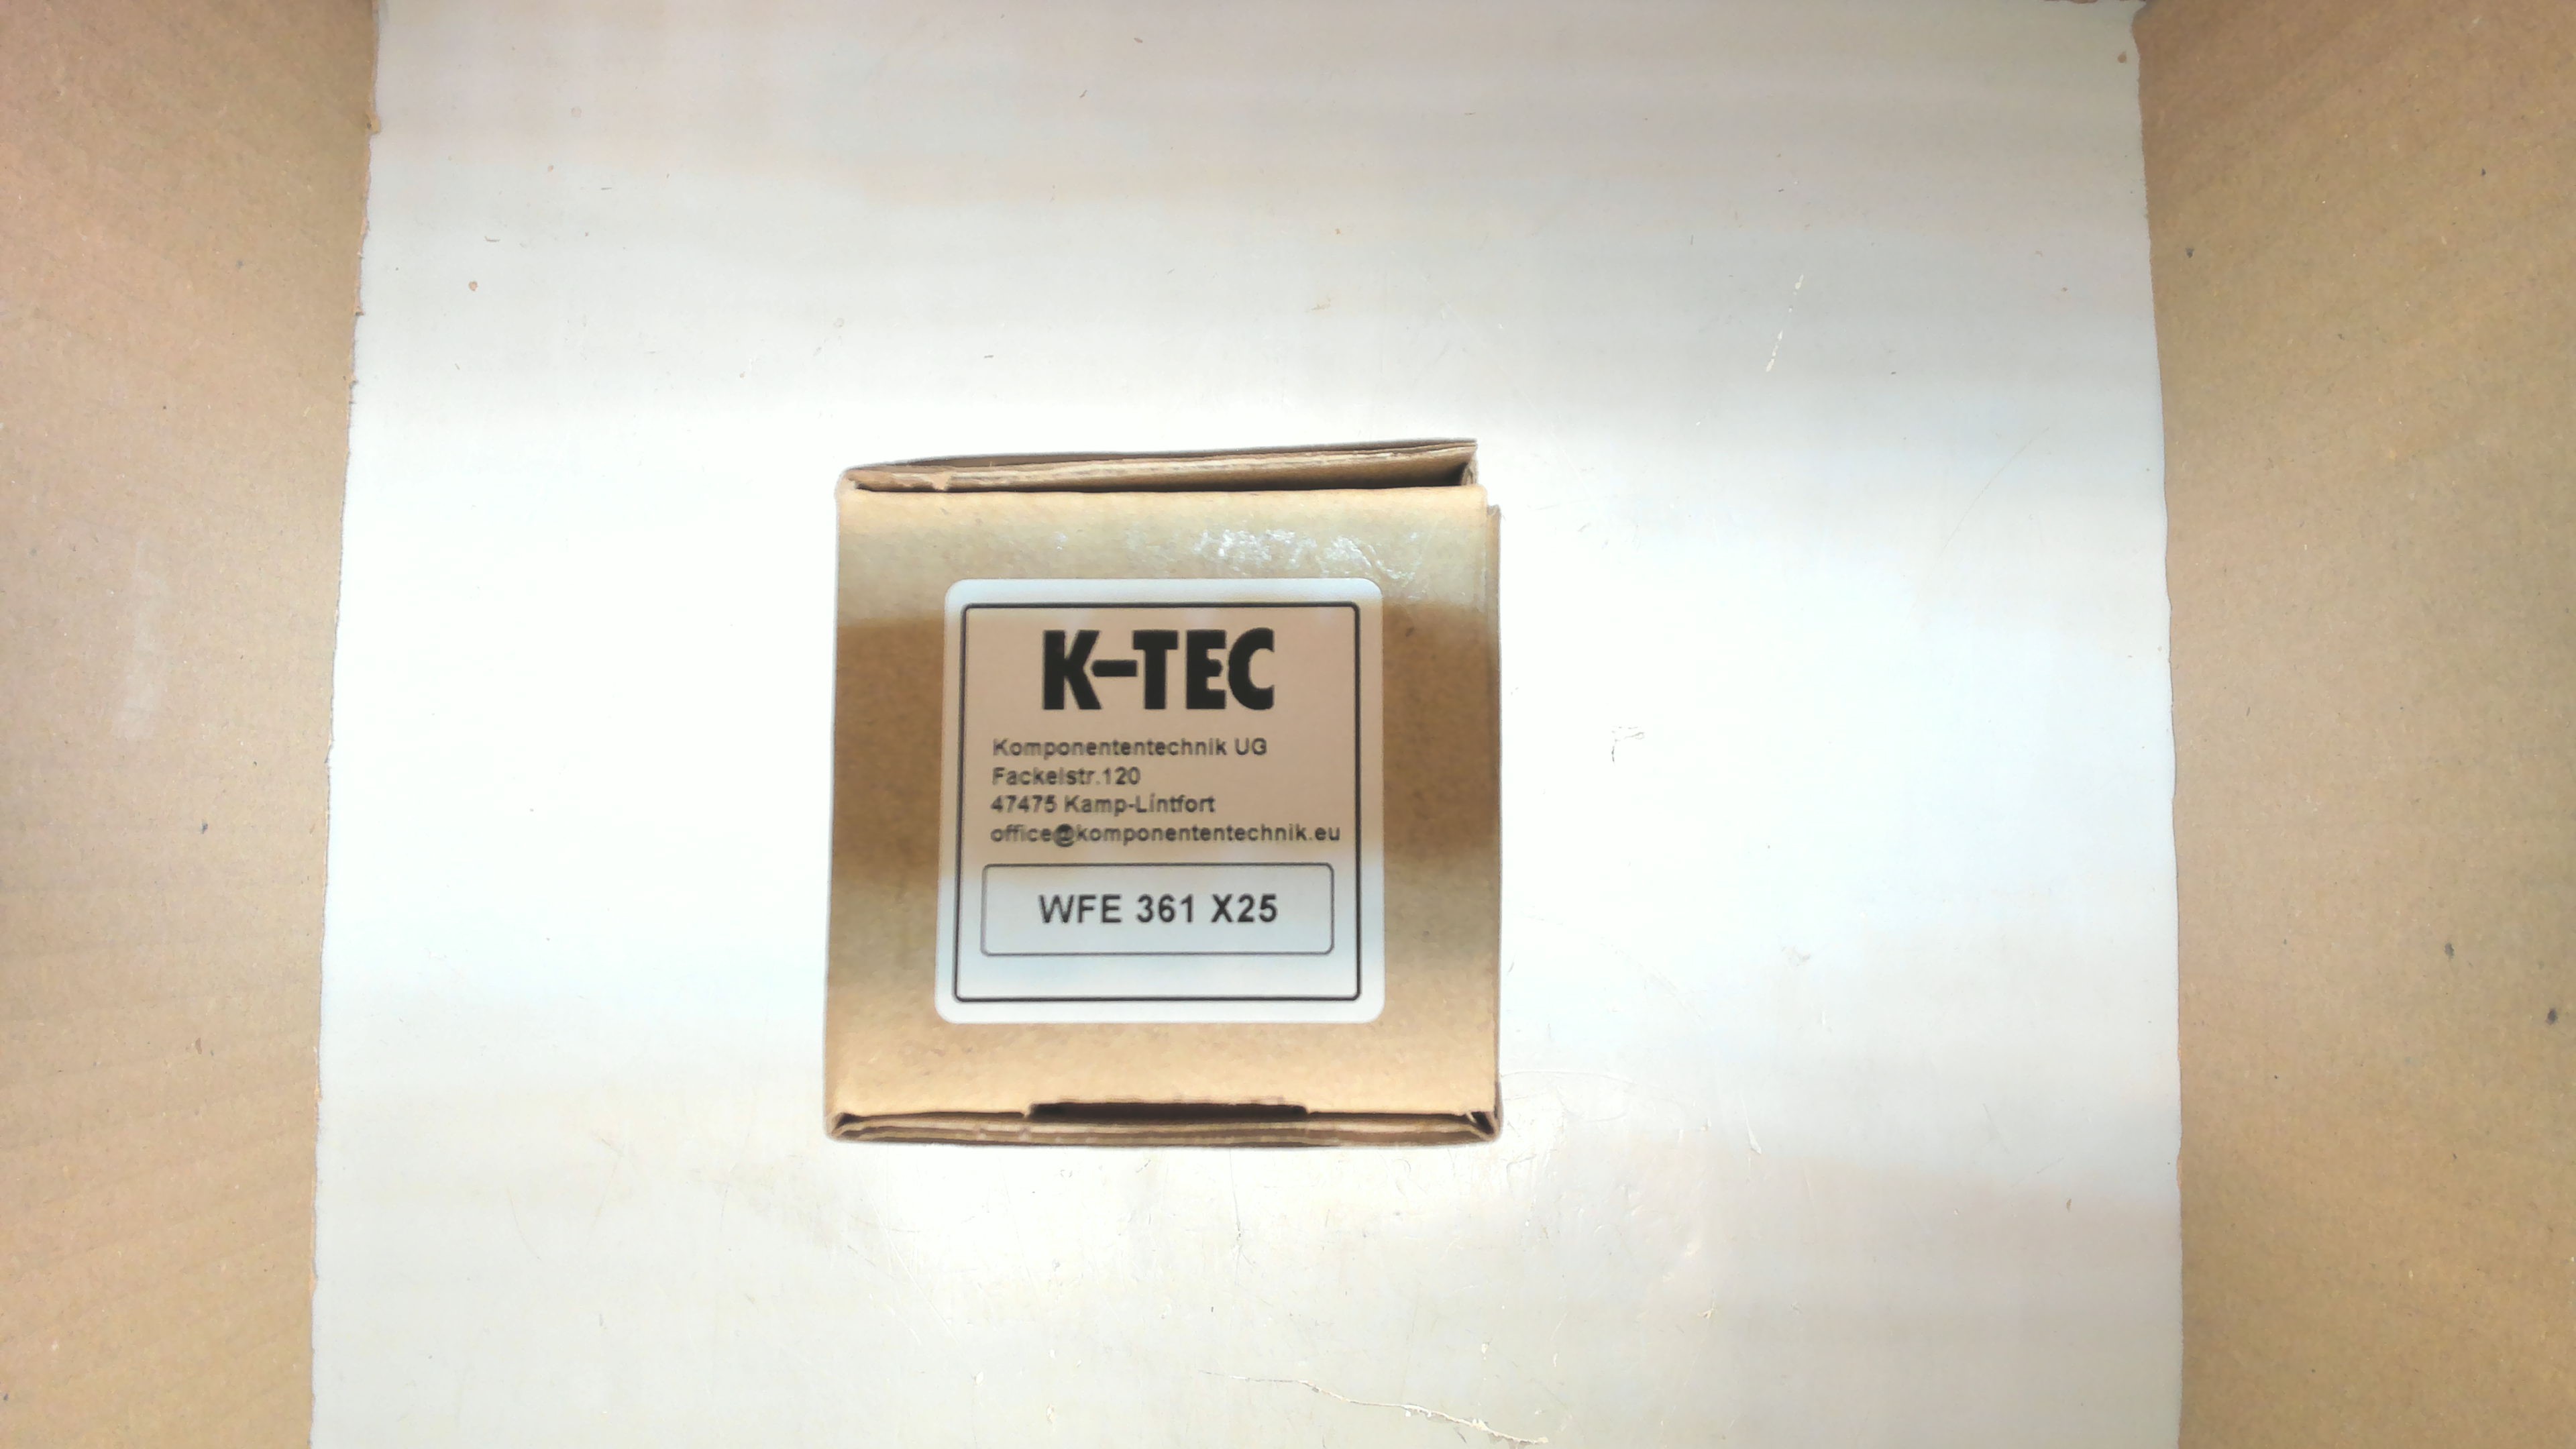 K-TEC
Komponententechnik UG
Fackelstr.120
47475 Kamp-Lintfort
office@komponententechnik.eu
WFE 361 X25